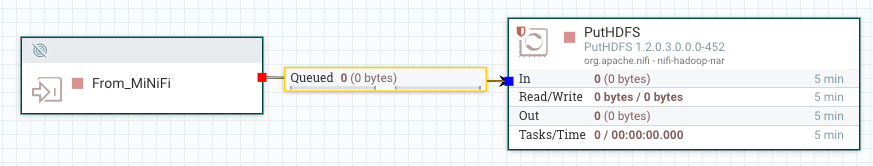 From_MiNiFi
Queued 0 (0 bytes)
PutHDFS
PutHDFS 1.2.0.3.0.0.0-452
org.apache.nifi - nifi-hadoop-nar
In 0 (0 bytes) 5 min
Read/Write 0 bytes / 0 bytes 5 min
Out 0 (0 bytes) 5 min
Tasks/Time 0 / 00:00:00.000 5 min